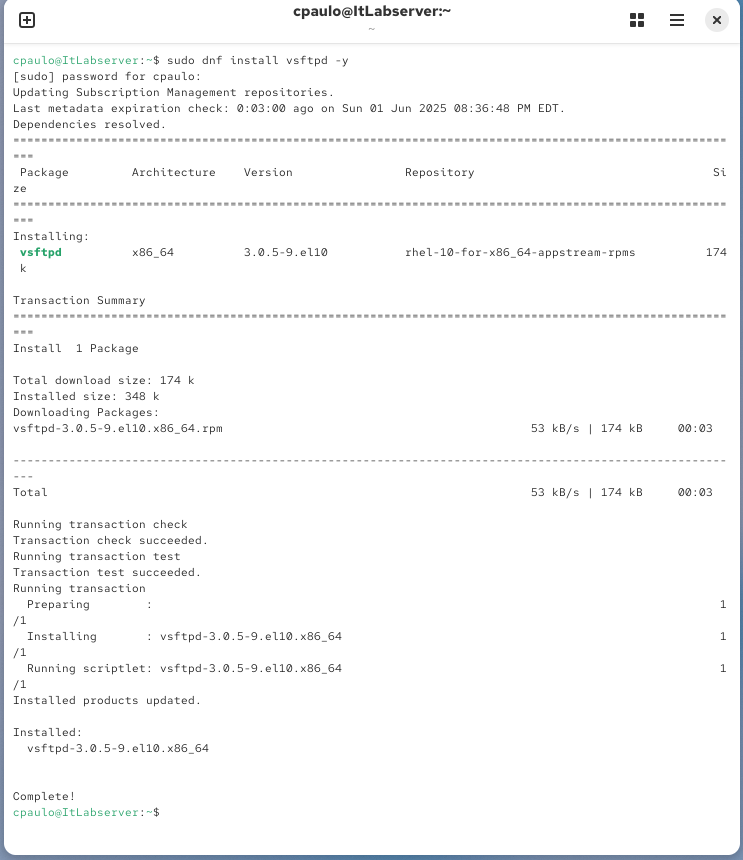 cpaulo@ItLabserver:~
~
cpaulo@ItLabserver:~$ sudo dnf install vsftpd -y
[sudo] password for cpaulo:
Updating Subscription Management repositories.
Last metadata expiration check: 0:03:00 ago on Sun 01 Jun 2025 08:36:48 PM EDT.
Dependencies resolved.
======================================================================================================
===
 Package         Architecture    Version                Repository                                  Si
ze
======================================================================================================
===
Installing:
 vsftpd          x86_64          3.0.5-9.el10           rhel-10-for-x86_64-appstream-rpms          174
 k

Transaction Summary
======================================================================================================
===
Install  1 Package

Total download size: 174 k
Installed size: 348 k
Downloading Packages:
vsftpd-3.0.5-9.el10.x86_64.rpm                                            53 kB/s | 174 kB     00:03

------------------------------------------------------------------------------------------------------
---
Total                                                                     53 kB/s | 174 kB     00:03

Running transaction check
Transaction check succeeded.
Running transaction test
Transaction test succeeded.
Running transaction
  Preparing        :                                                                                 1
/1
  Installing       : vsftpd-3.0.5-9.el10.x86_64                                                      1
/1
  Running scriptlet: vsftpd-3.0.5-9.el10.x86_64                                                      1
/1
Installed products updated.

Installed:
  vsftpd-3.0.5-9.el10.x86_64

Complete!
cpaulo@ItLabserver:~$